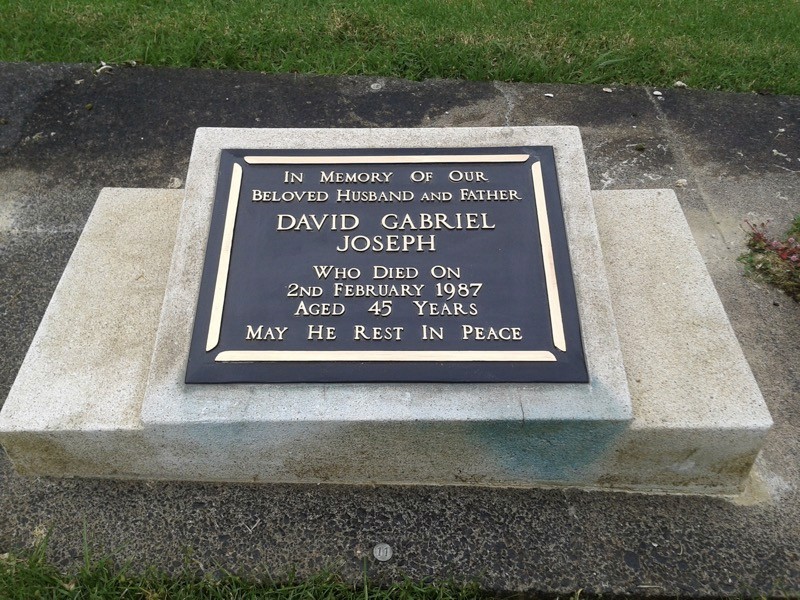 In Memory Of Our
Beloved Husband and Father
DAVID GABRIEL
JOSEPH
Who Died On
2nd February 1987
Aged 45 Years
May He Rest In Peace